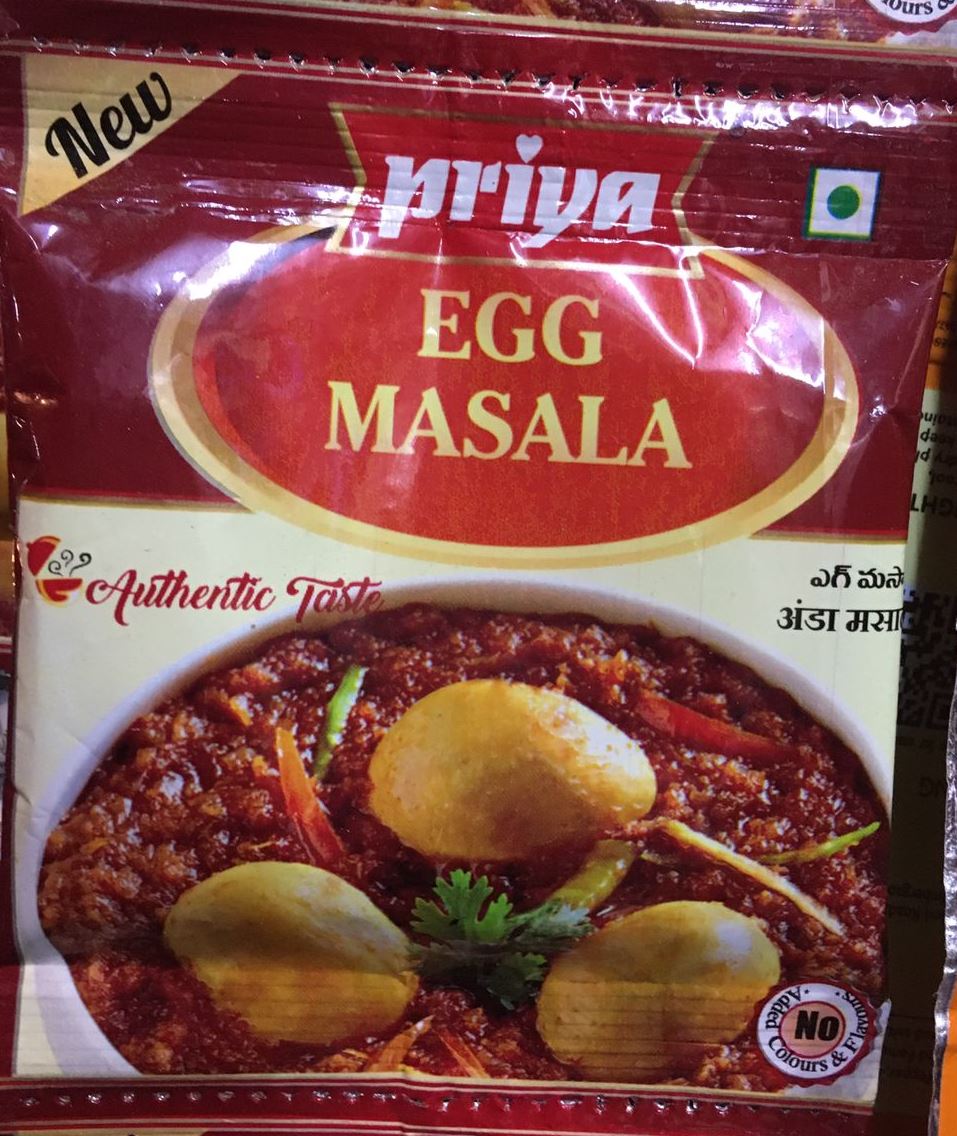 New
priya
EGG
MASALA
Authentic Taste
ఎగ్ మసా
अंडा मसा
No
Added Colours & Flavours